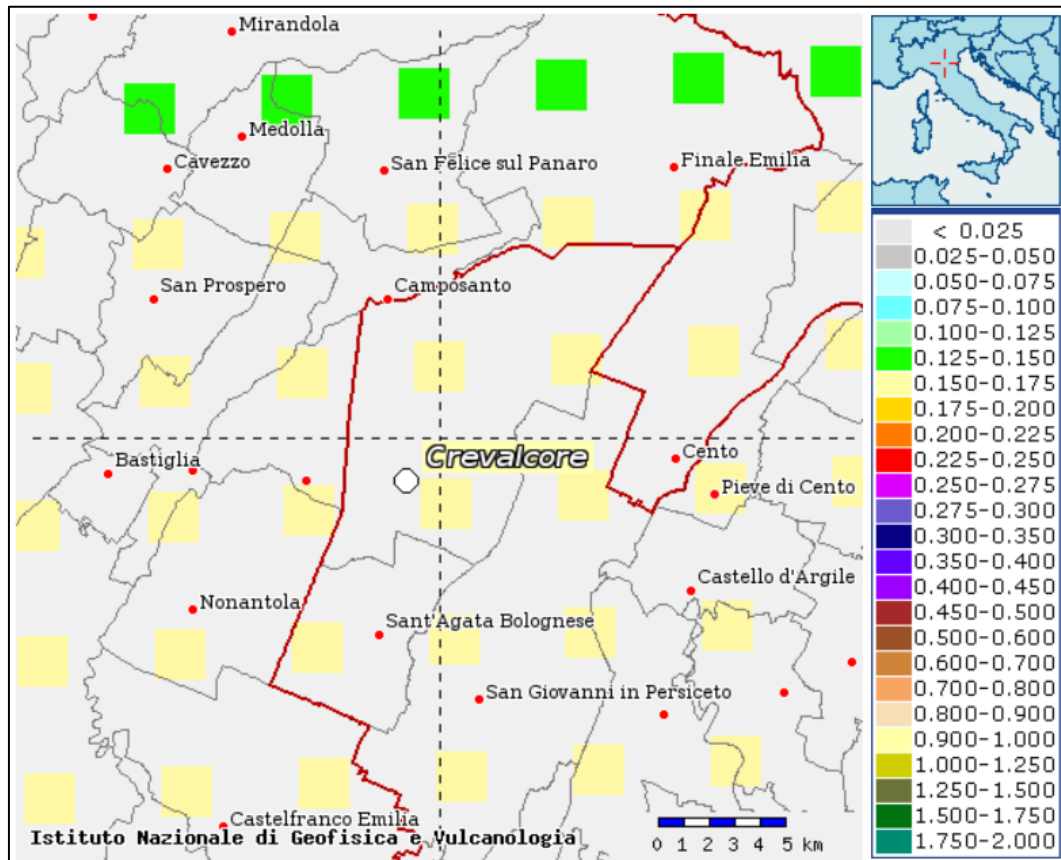 Mirandola
Medolla
Cavezzo
San Felice sul Panaro
Finale Emilia
San Prospero
Camposanto
Bastiglia
Crevalcore
Cento
Pieve di Cento
Castello d'Argile
Nonantola
Sant'Agata Bolognese
San Giovanni in Persiceto
Castelfranco Emilia
Istituto Nazionale di Geofisica e Vulcanologia
0 1 2 3 4 5 km
< 0.025
0.025-0.050
0.050-0.075
0.075-0.100
0.100-0.125
0.125-0.150
0.150-0.175
0.175-0.200
0.200-0.225
0.225-0.250
0.250-0.275
0.275-0.300
0.300-0.350
0.350-0.400
0.400-0.450
0.450-0.500
0.500-0.600
0.600-0.700
0.700-0.800
0.800-0.900
0.900-1.000
1.000-1.250
1.250-1.500
1.500-1.750
1.750-2.000